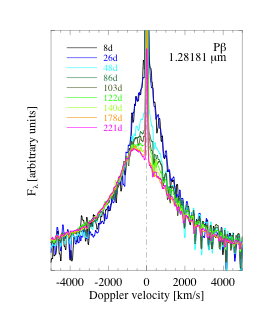 Pβ
1.28181 μm
8d
26d
48d
86d
103d
122d
140d
178d
221d
Fλ [arbitrary units]
-4000 -2000 0 2000 4000
Doppler velocity [km/s]